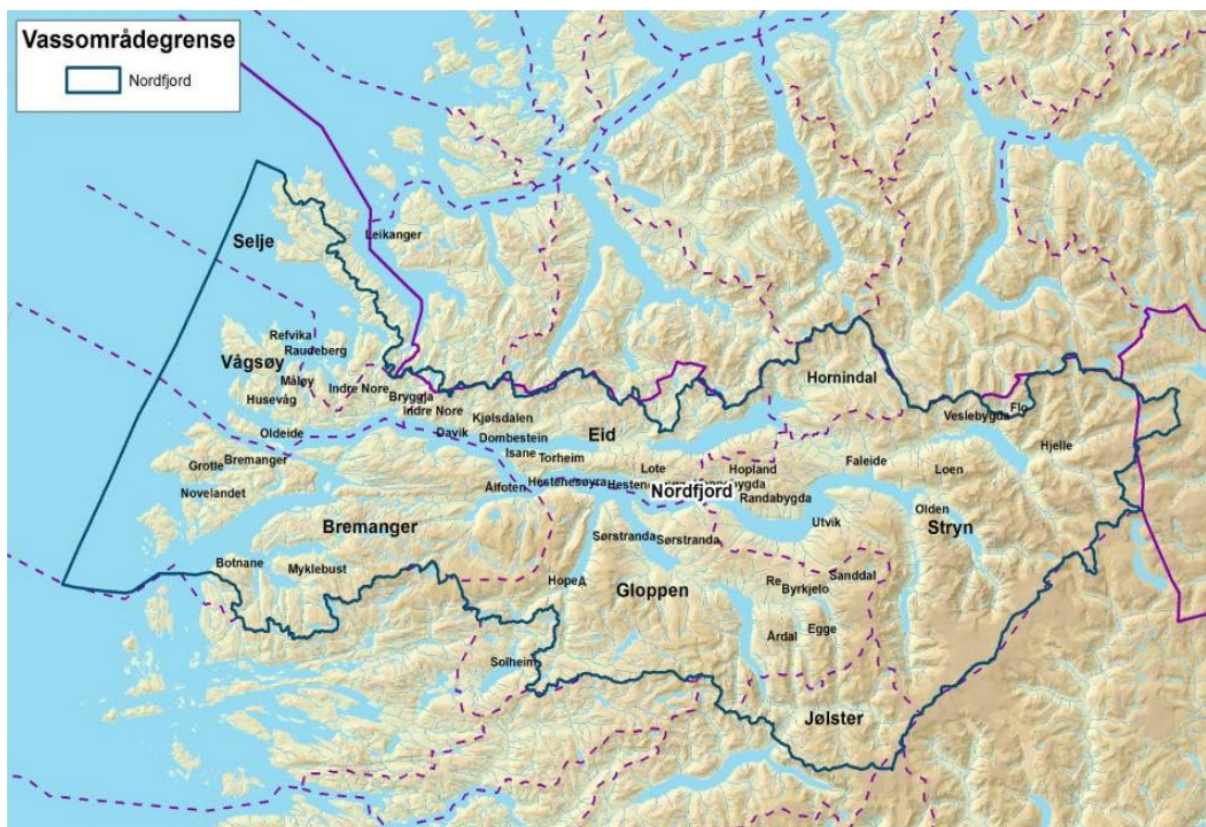 Vassområdegrense
Nordfjord
Leikanger
Selje
Refvika
Raudeberg
Vågsøy
Måløy
Husevåg
Indre Nore
Bryggja
Indre Nore
Hornindal
Veslebygda
Flo
Kjølsdalen
Oldeide
Davik
Dombestein
Eid
Isane
Torheim
Hjelle
Grotle
Bremanger
Lote
Hopland
Faleide
Loen
Novelandet
Ålfoten
Hestenesøyra
Nordfjord
Randabygda
Olden
Bremanger
Utvik
Stryn
Sørstranda
Sørstranda
Botnane
Myklebust
Hope
Gloppen
Re
Byrkjelo
Sanddal
Årdal
Egge
Solheim
Jølster